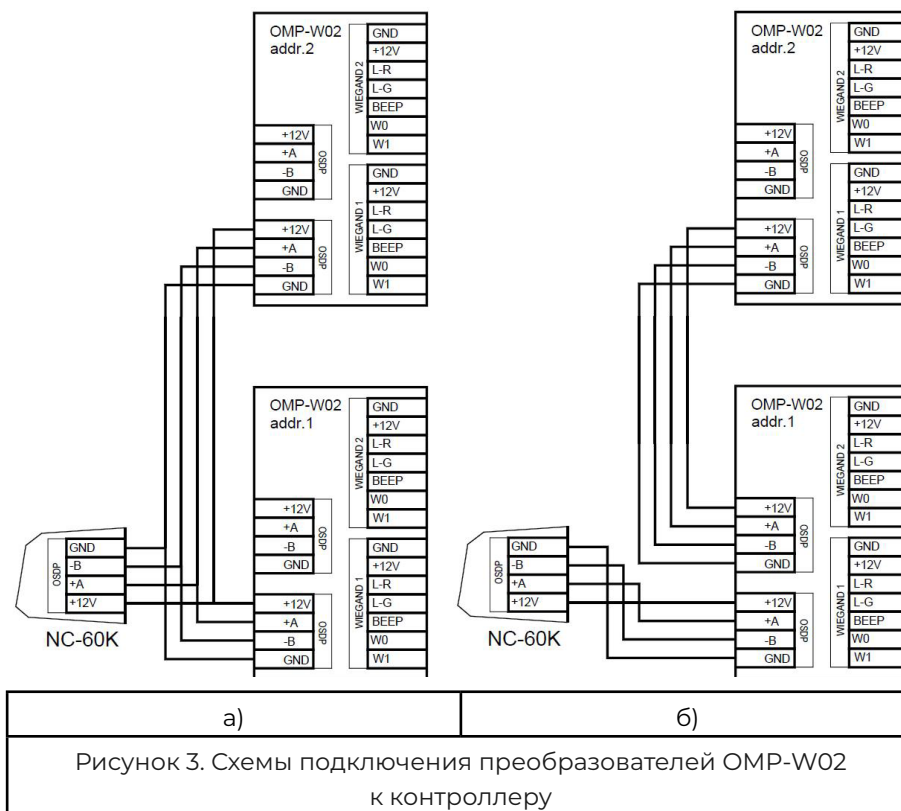 OMP-W02
addr.2
WIEGAND 2
GND
+12V
L-R
L-G
BEEP
W0
W1
OSDP
+12V
+A
-B
GND
WIEGAND 1
GND
+12V
L-R
L-G
BEEP
W0
W1
OSDP
+12V
+A
-B
GND
OMP-W02
addr.1
WIEGAND 2
GND
+12V
L-R
L-G
BEEP
W0
W1
OSDP
+12V
+A
-B
GND
WIEGAND 1
GND
+12V
L-R
L-G
BEEP
W0
W1
OSDP
+12V
+A
-B
GND
OSDP
GND
-B
+A
+12V
NC-60K
OMP-W02
addr.2
WIEGAND 2
GND
+12V
L-R
L-G
BEEP
W0
W1
OSDP
+12V
+A
-B
GND
WIEGAND 1
GND
+12V
L-R
L-G
BEEP
W0
W1
OSDP
+12V
+A
-B
GND
OMP-W02
addr.1
WIEGAND 2
GND
+12V
L-R
L-G
BEEP
W0
W1
OSDP
+12V
+A
-B
GND
WIEGAND 1
GND
+12V
L-R
L-G
BEEP
W0
W1
OSDP
+12V
+A
-B
GND
OSDP
GND
-B
+A
+12V
NC-60K
а)
б)
Рисунок 3. Схемы подключения преобразователей OMP-W02
к контроллеру